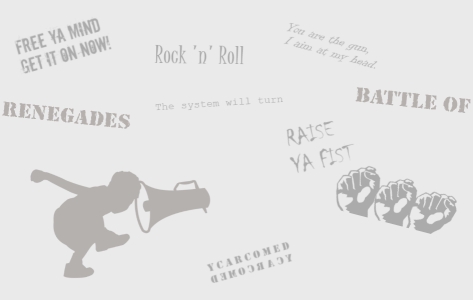 FREE YA MIND
GET IT ON NOW!
Rock 'n' Roll
You are the gun,
I aim at my head.
RENEGADES
The system will turn
BATTLE OF
RAISE
YA FIST
YCARCOMED
YCARCOMED